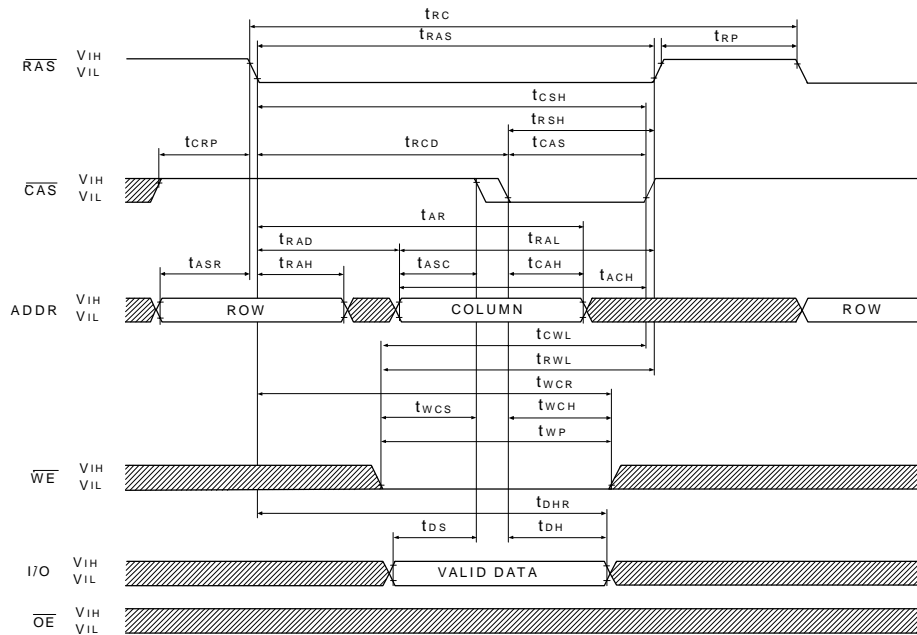 tRC
tRAS
tRP
RAS VIH
VIL
tCSH
tRSH
tCRP tRCD tCAS
CAS VIH
VIL
tAR
tRAD tRAL
tASR tRAH tASC tCAH
tACH
ADDR VIH
VIL
ROW COLUMN ROW
tCWL
tRWL
tWCR
tWCS tWCH
tWP
WE VIH
VIL
tDHR
tDS tDH
I/O VIH
VIL
VALID DATA
OE VIH
VIL